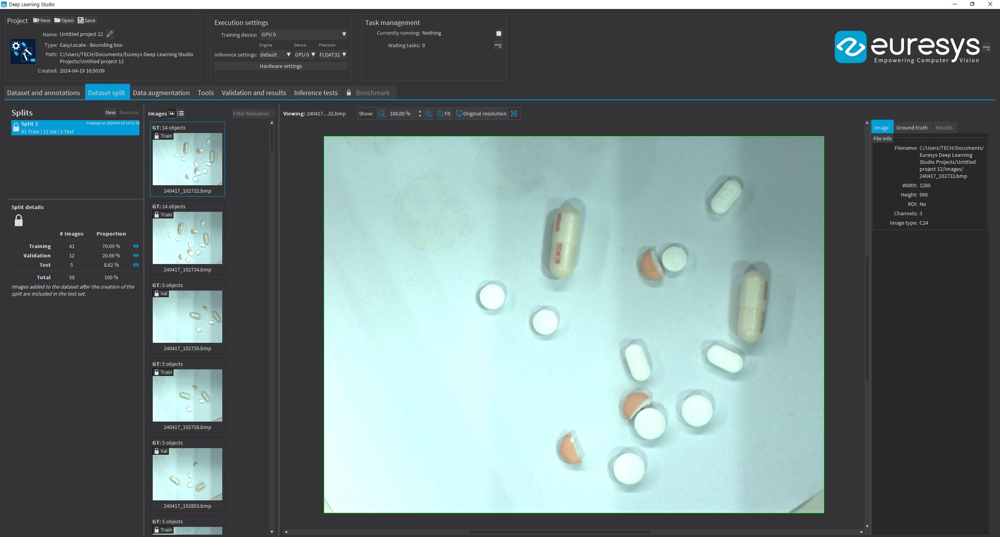 Deep Learning Studio
Project New Open Save
Name: Untitled project 12
Type: EasyLocate - Bounding box
Path: C:/Users/TECH/Documents/Euresys Deep Learning Studio
Projects/Untitled project 12
Created: 2024-04-19 16:50:09
Execution settings
Training device: GPU 0
Engine Device Precision
Inference settings: default GPU 0 FLOAT32
Hardware settings
Task management
Currently running: Nothing
Waiting tasks: 0
euresys
Empowering Computer Vision
Dataset and annotations Dataset split Data augmentation Tools Validation and results Inference tests Benchmark
Splits New Remove
Split 1 Created on 2024-04-19 16:51:48
41 Train | 12 Val | 5 Test
Split details
# Images Proportion
Training 41 70.69 %
Validation 12 20.69 %
Test 5 8.62 %
Total 58 100 %
Images added to the dataset after the creation of the
split are included in the test set.
Images Filter filenames
GT: 14 objects
Train
240417_102732.bmp
GT: 14 objects
Train
240417_102734.bmp
GT: 5 objects
Val
240417_102756.bmp
GT: 5 objects
Train
240417_102758.bmp
GT: 5 objects
Val
240417_102803.bmp
GT: 5 objects
Train
Viewing: 240417...32.bmp Show: 100.00 % Fit Original resolution
Image Ground truth Results
File info
Filename: C:/Users/TECH/Documents/
Euresys Deep Learning
Studio Projects/Untitled
project 12/Images/
240417_102732.bmp
Width: 1280
Height: 966
ROI: No
Channels: 3
Image type: C24